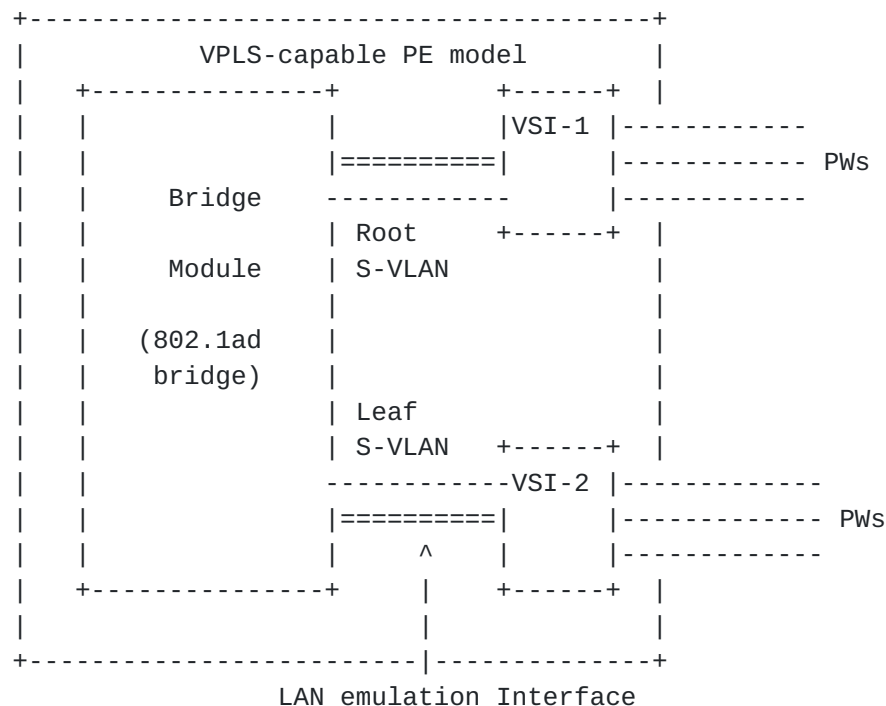 VPLS-capable PE model
VSI-1
PWs
Bridge
Root
Module S-VLAN
(802.1ad
bridge)
Leaf
S-VLAN
VSI-2
PWs
LAN emulation Interface